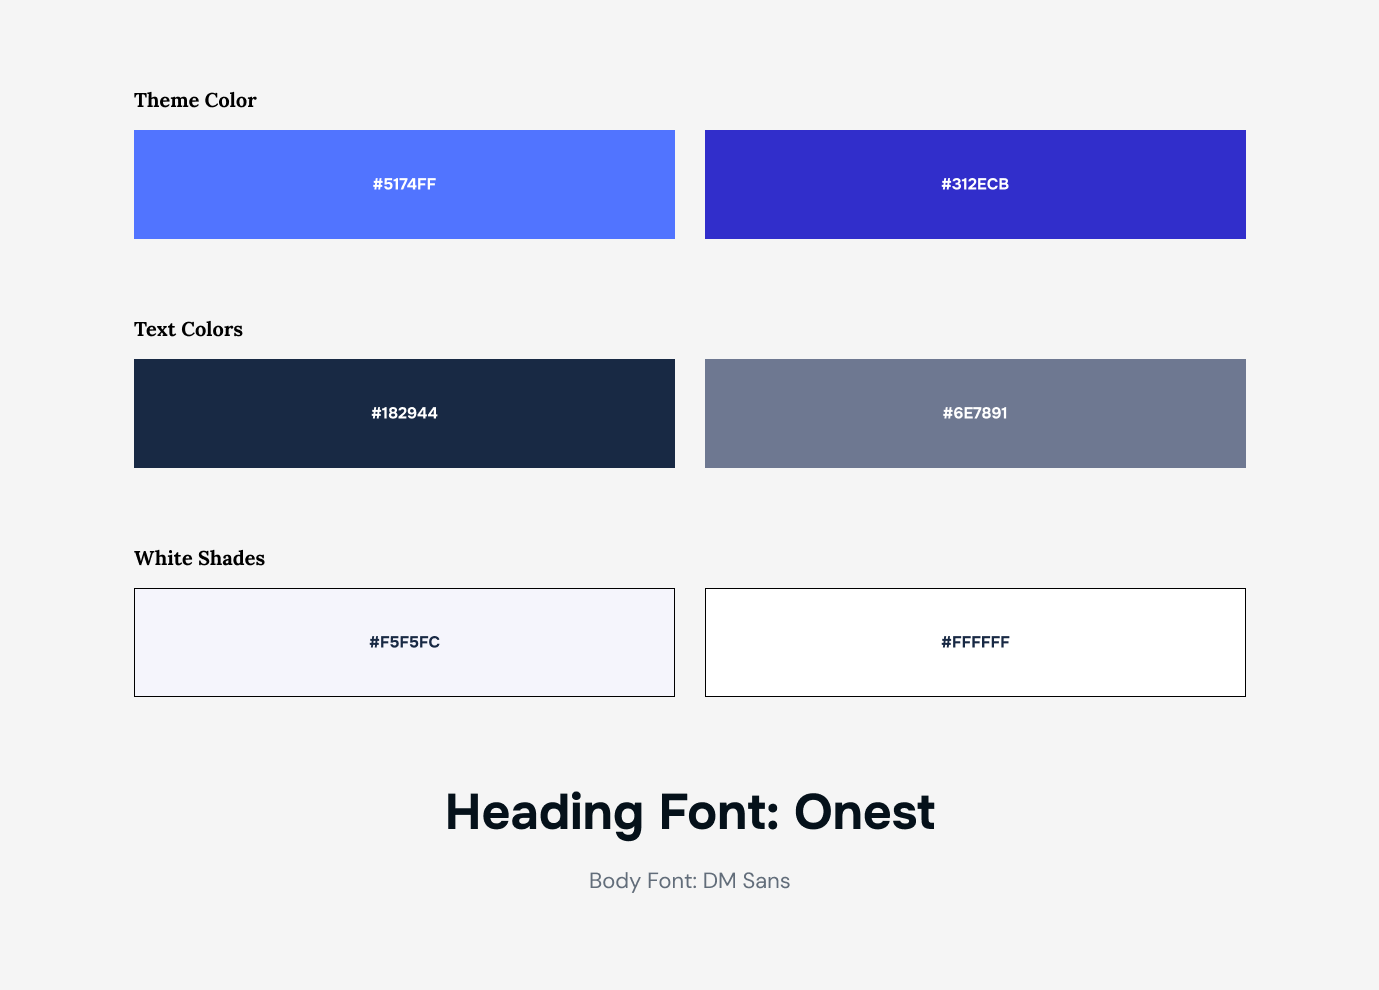 Theme Color
#5174FF
#312ECB
Text Colors
#182944
#6E7891
White Shades
#F5F5FC
#FFFFFF
Heading Font: Onest
Body Font: DM Sans